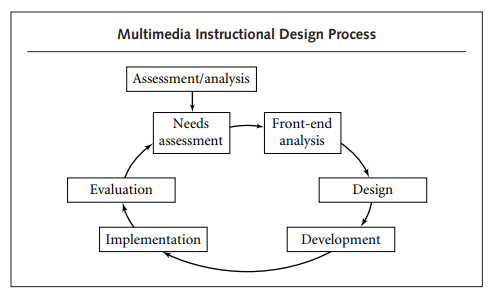 Multimedia Instructional Design Process
Assessment/analysis
Needs
assessment
Front-end
analysis
Evaluation
Design
Implementation
Development